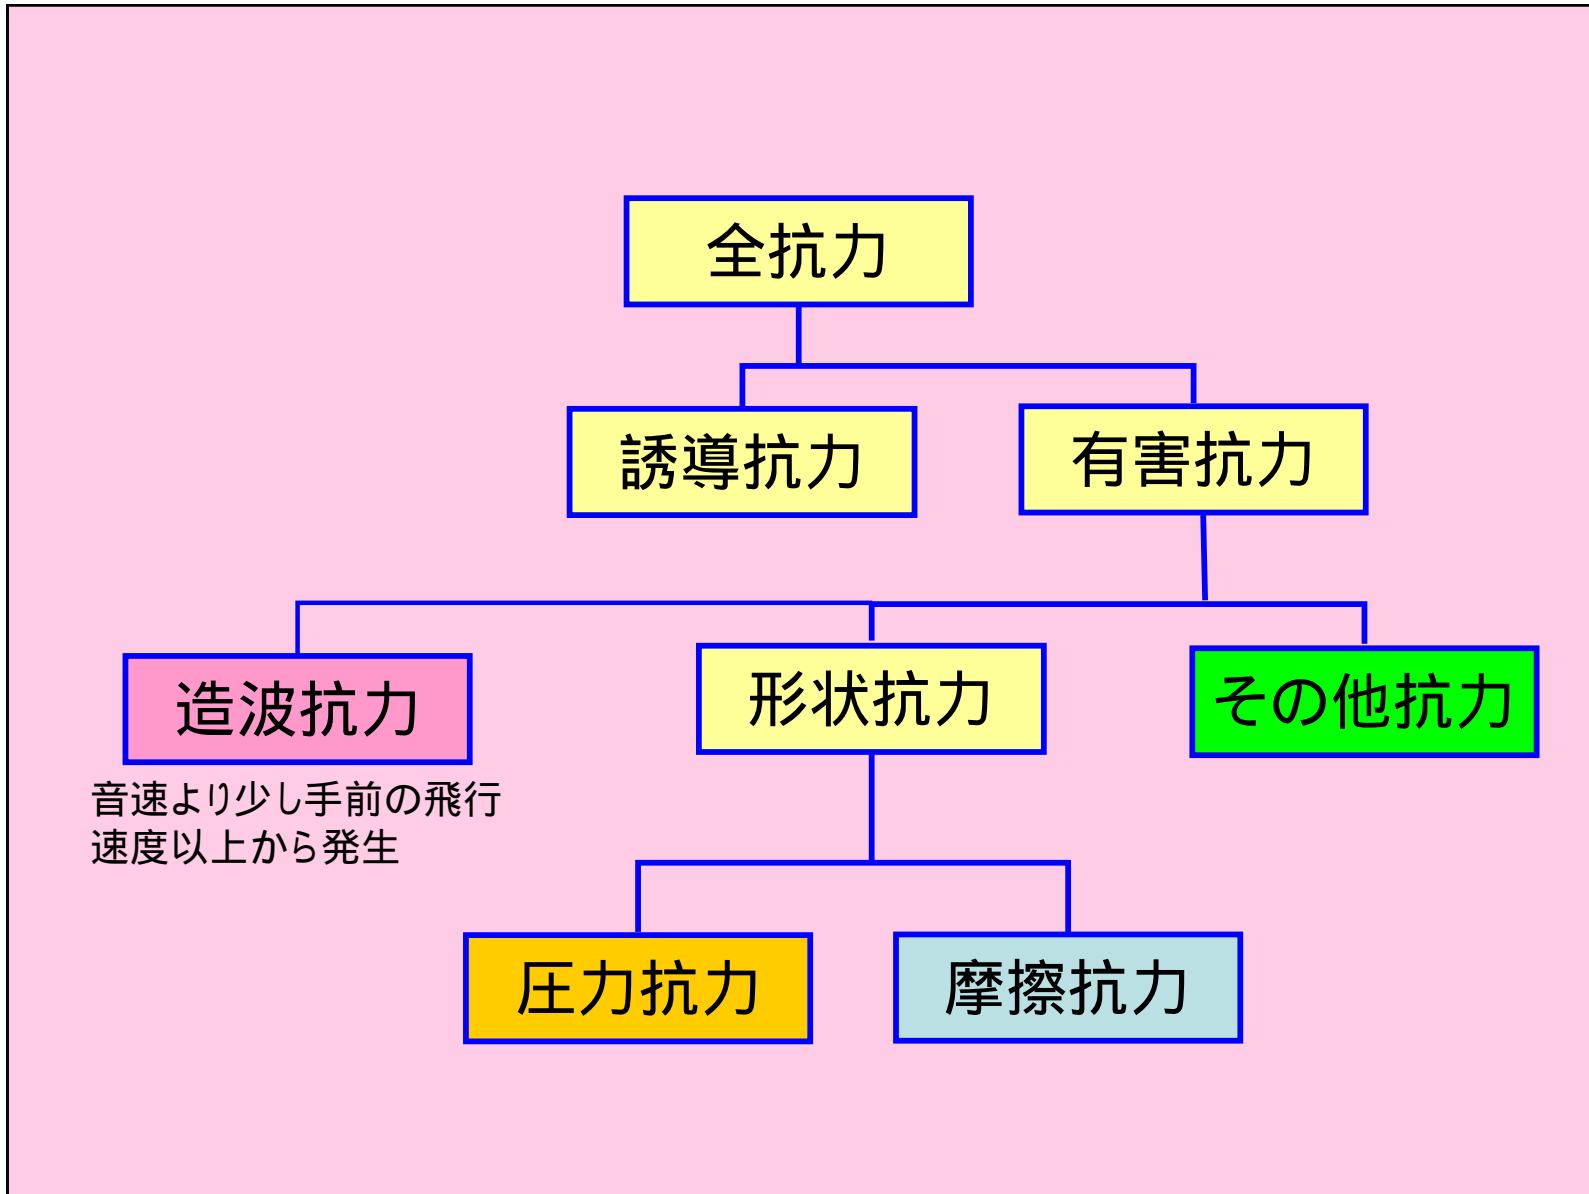 全抗力
誘導抗力
有害抗力
造波抗力
形状抗力
その他抗力
音速より少し手前の飛行
速度以上から発生
圧力抗力
摩擦抗力